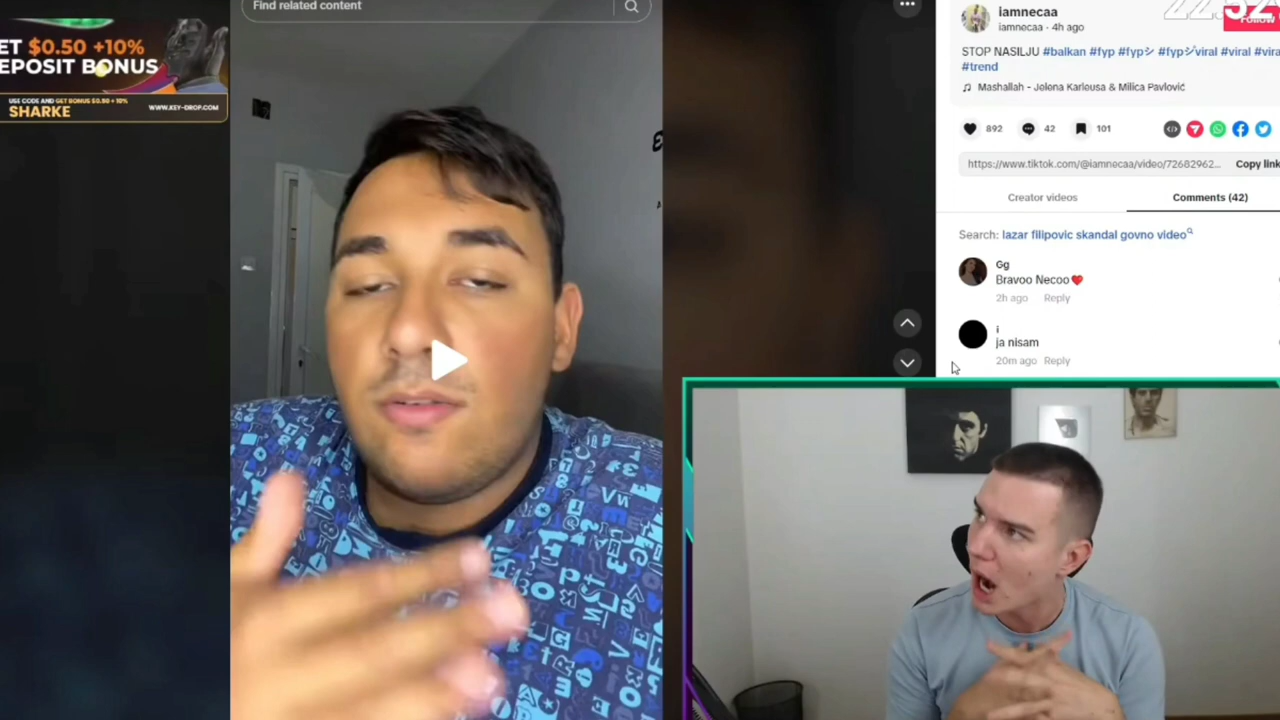 Find related content
ET $0.50 +10%
EPOSIT BONUS
USE CODE AND GET BONUS $0.50 + 10%
SHARKE
WWW.KEY-DROP.COM
iamnecaa
iamnecaa · 4h ago
Follow
STOP NASILJU #balkan #fyp #fypシ #fypシviral #viral #vira
#trend
♫ Mashallah - Jelena Karleusa & Milica Pavlović
892
42
101
https://www.tiktok.com/@iamnecaa/video/72682962...
Copy link
Creator videos
Comments (42)
Search: lazar filipovic skandal govno video
Gg
Bravoo Necoo❤️
2h ago Reply
i
ja nisam
20m ago Reply